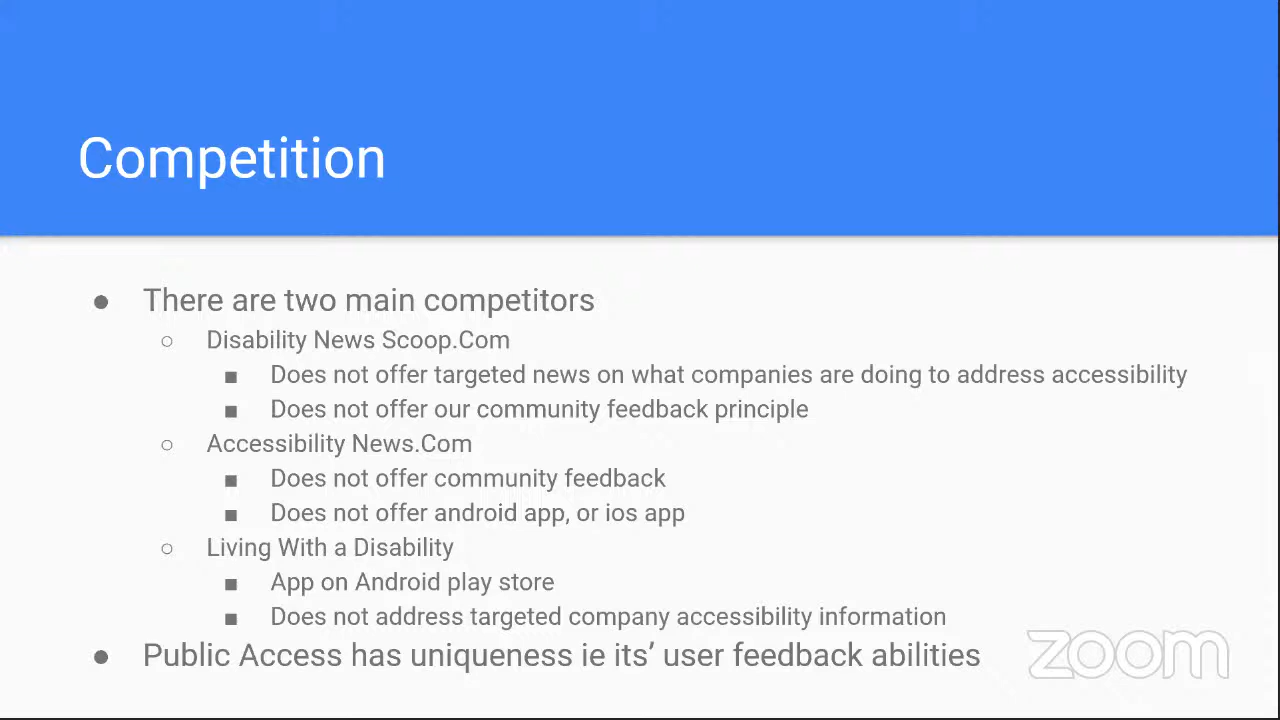 Competition
● There are two main competitors
○ Disability News Scoop.Com
■ Does not offer targeted news on what companies are doing to address accessibility
■ Does not offer our community feedback principle
○ Accessibility News.Com
■ Does not offer community feedback
■ Does not offer android app, or ios app
○ Living With a Disability
■ App on Android play store
■ Does not address targeted company accessibility information
● Public Access has uniqueness ie its’ user feedback abilities
zoom